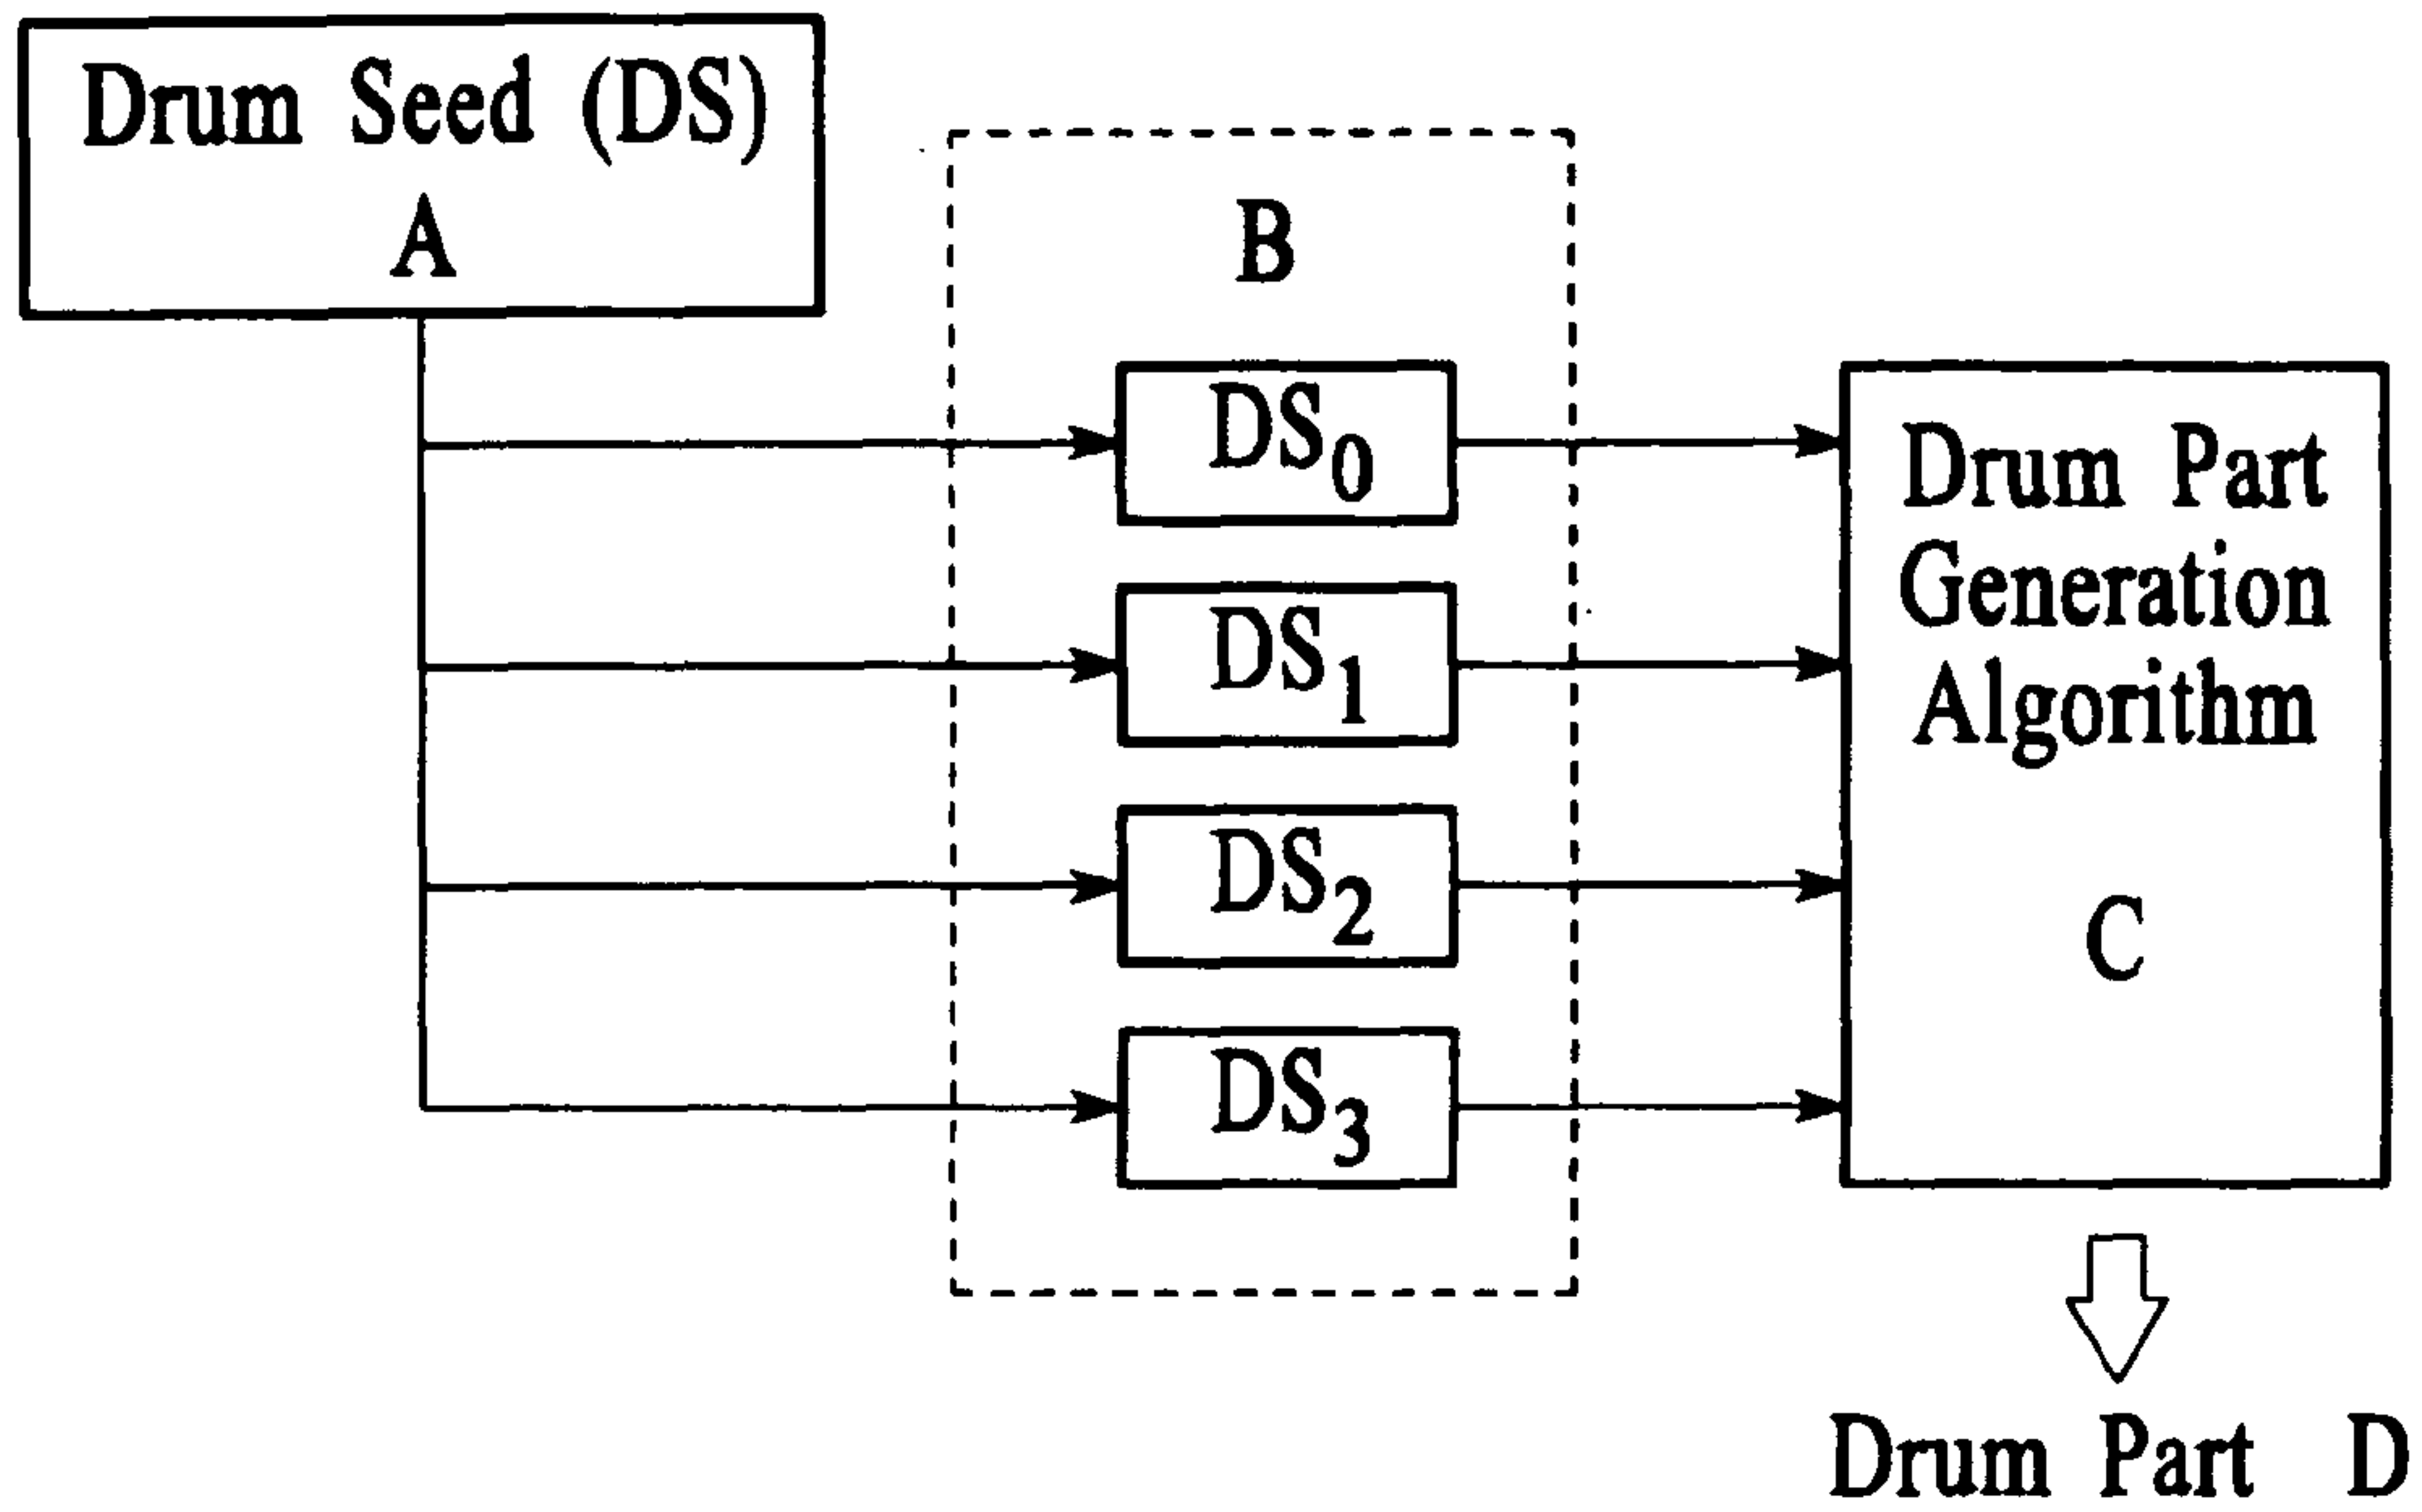 Drum Seed (DS)
A
B
DS0
DS1
DS2
DS3
Drum Part
Generation
Algorithm
C
Drum Part D